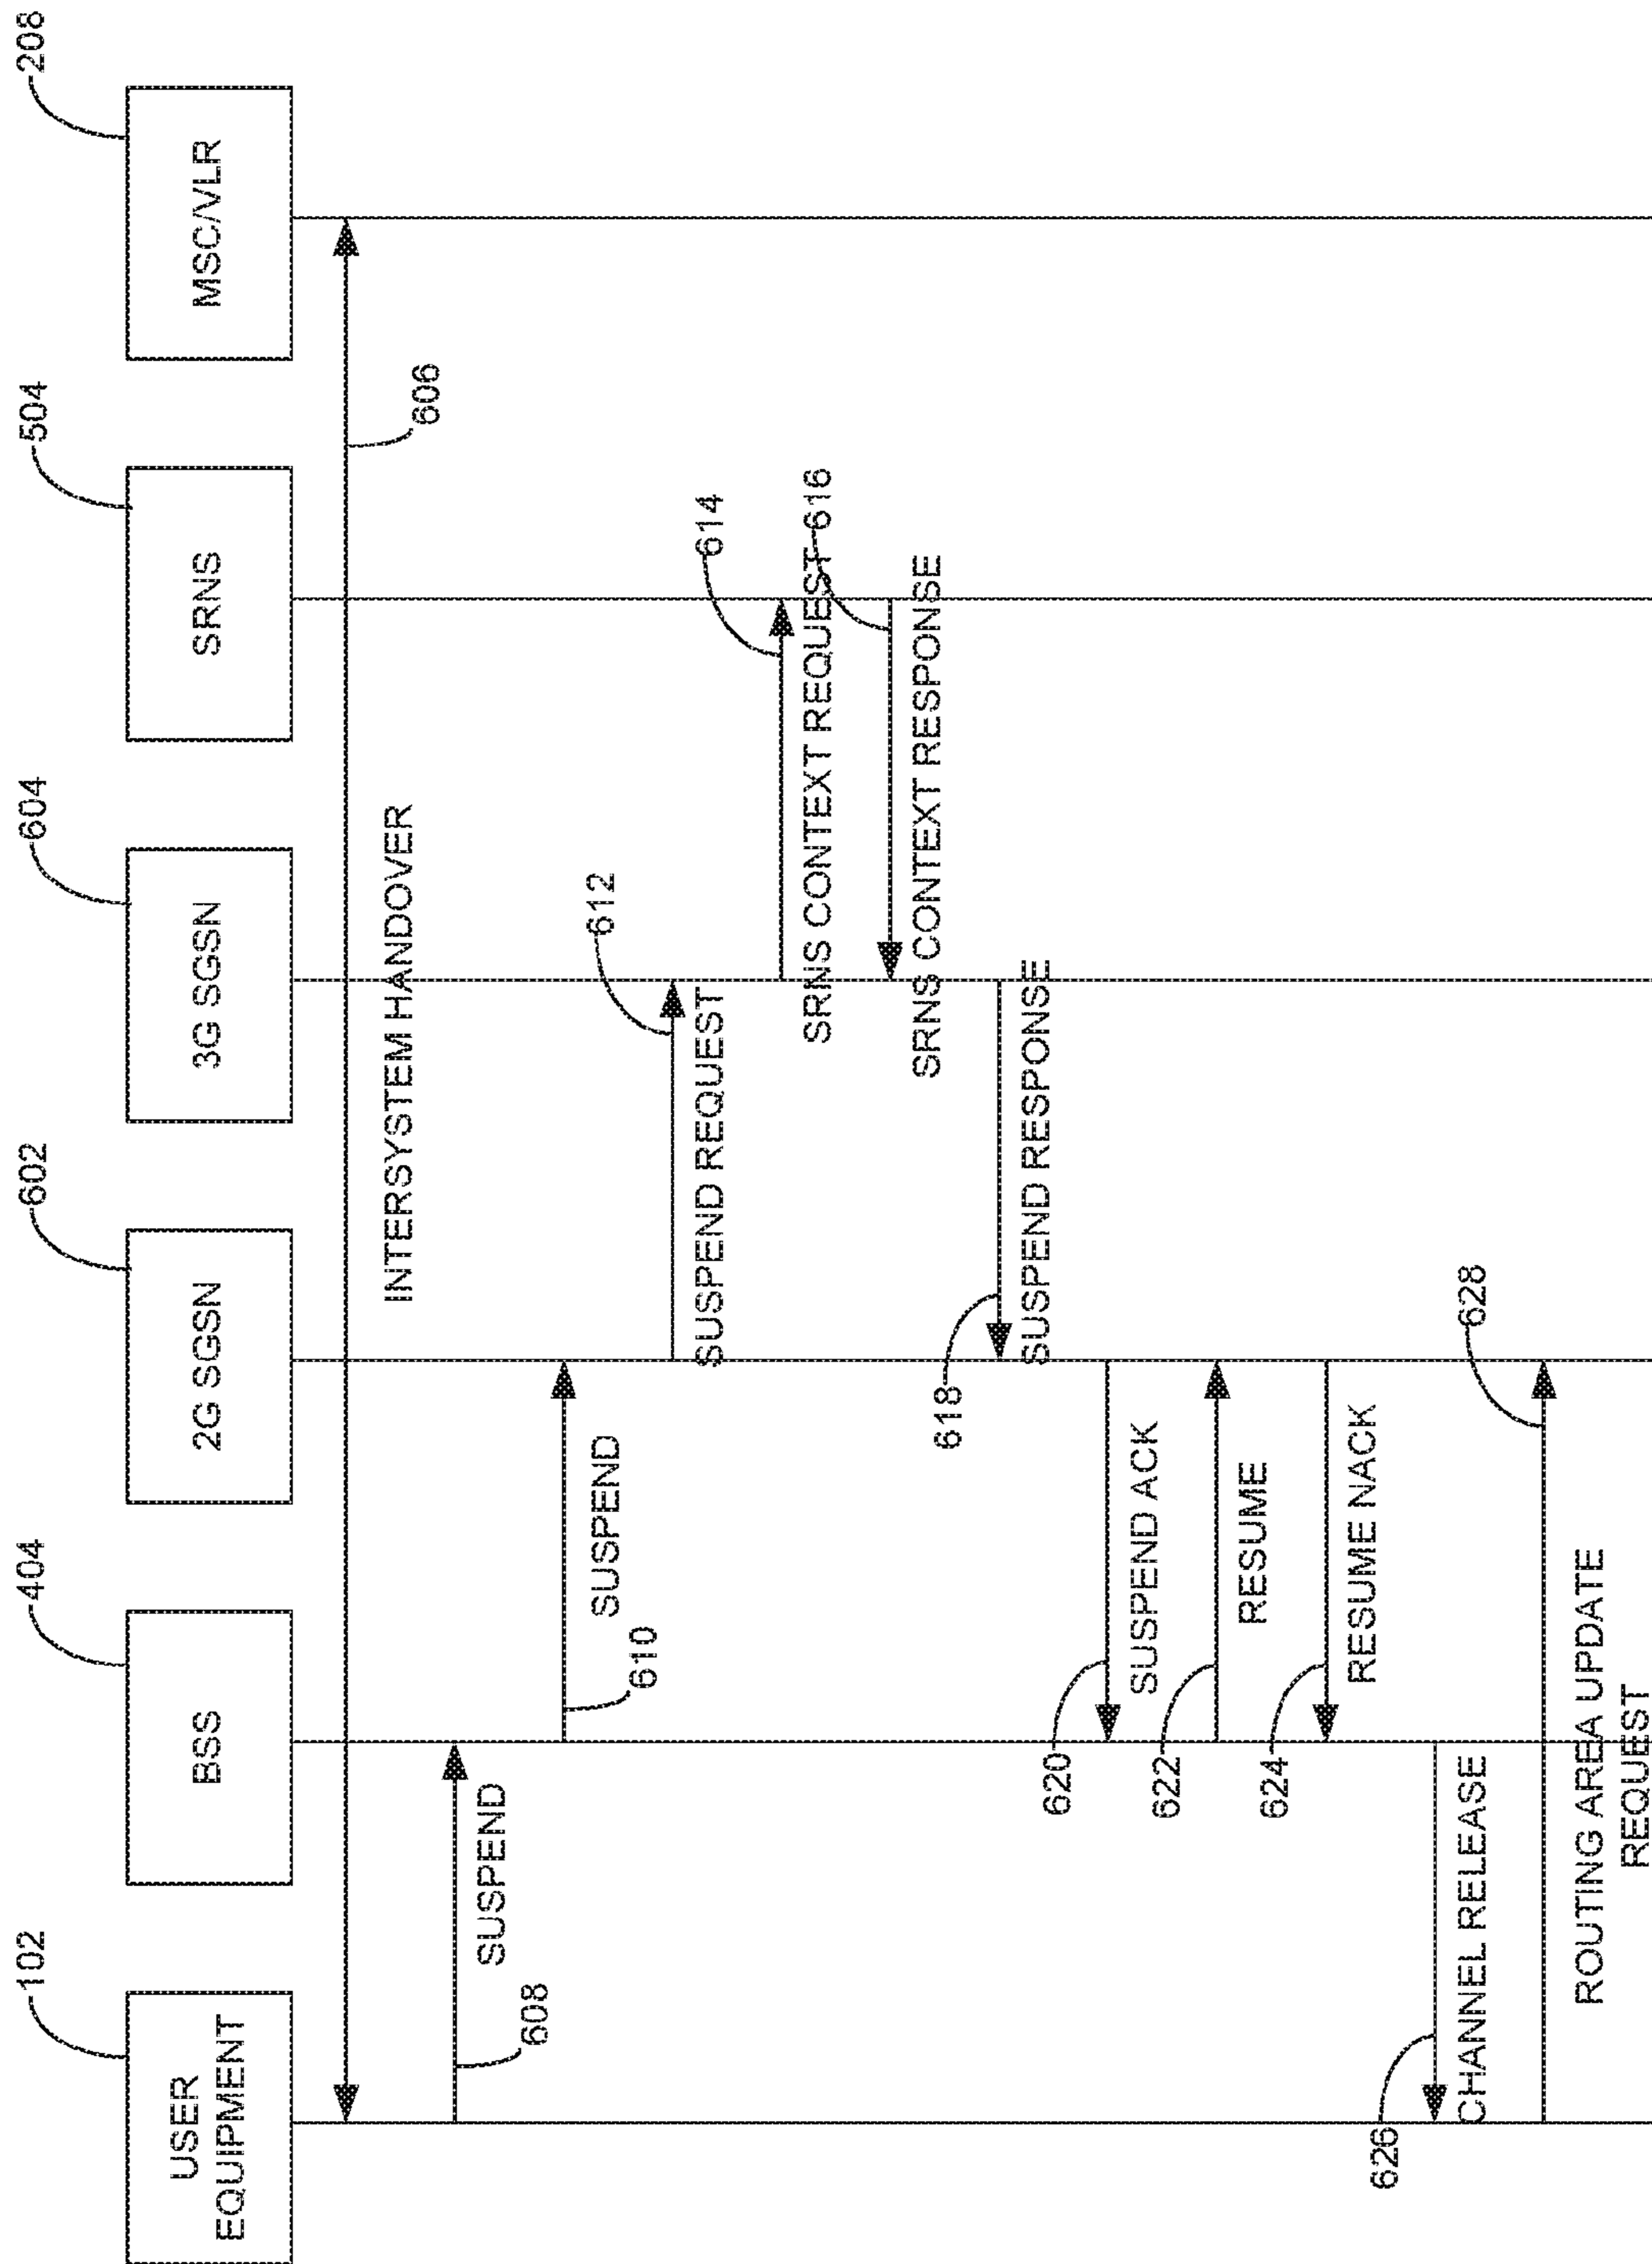 102
404
602
604
504
208
USER
EQUIPMENT
BSS
2G SGSN
3G SGSN
SRNS
MSC/VLR
606
INTERSYSTEM HANDOVER
SUSPEND
608
SUSPEND
610
612
SUSPEND REQUEST
614
SRNS CONTEXT REQUEST
616
SRNS CONTEXT RESPONSE
618
SUSPEND RESPONSE
620
SUSPEND ACK
622
RESUME
624
RESUME NACK
626
CHANNEL RELEASE
628
ROUTING AREA UPDATE
REQUEST